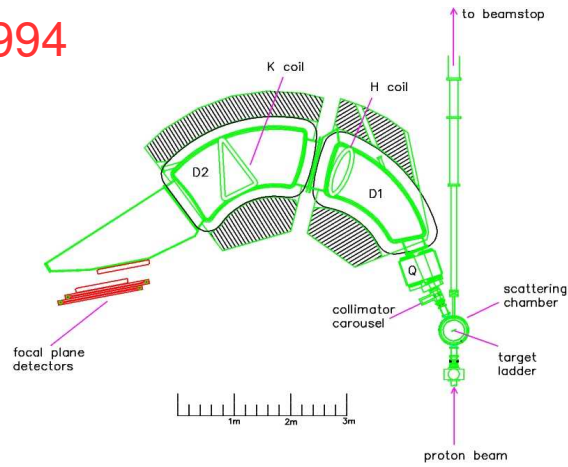 994
to beamstop
K coil
H coil
D2
D1
Q
scattering
chamber
collimator
carousel
target
ladder
focal plane
detectors
1m
2m
3m
proton beam